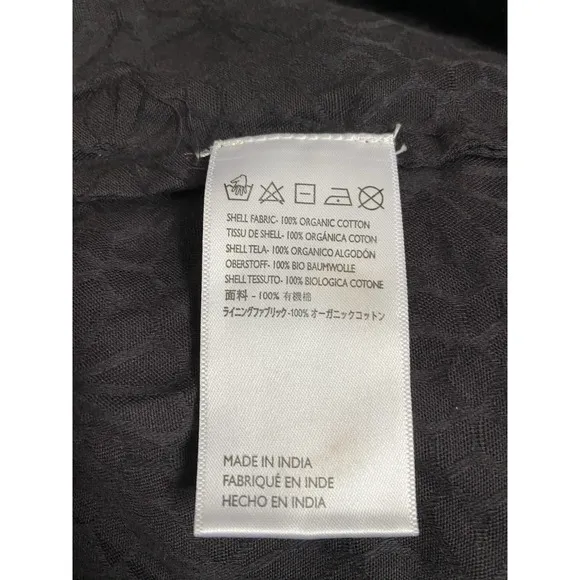 SHELL FABRIC- 100% ORGANIC COTTON
TISSU DE SHELL- 100% ORGÁNICA COTON
SHELL TELA- 100% ORGANICO ALGODÓN
OBERSTOFF- 100% BIO BAUMWOLLE
SHELL TESSUTO- 100% BIOLOGICA COTONE
面料 - 100% 有機棉
ライニングファブリック-100% オーガニックコットン
MADE IN INDIA
FABRIQUÉ EN INDE
HECHO EN INDIA